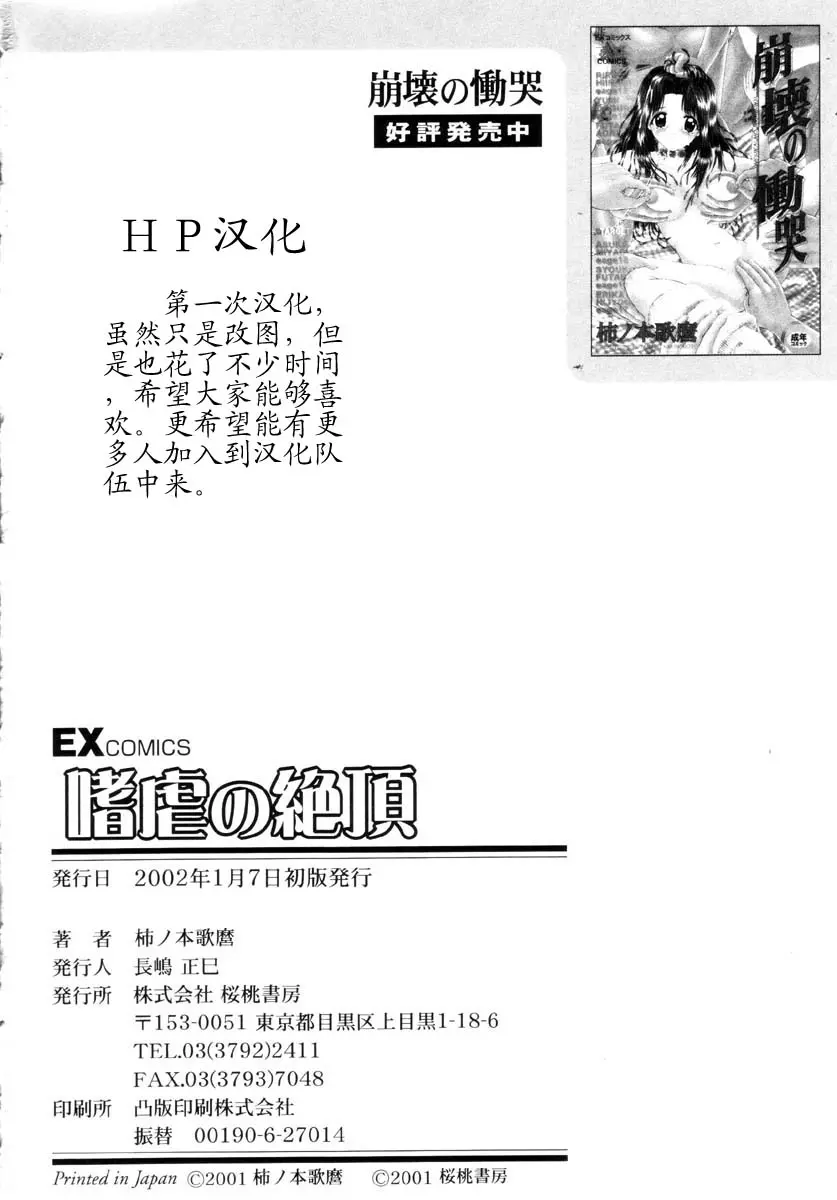 崩壊の慟哭
好評発売中
EXコミックス
COMICS
崩壊の慟哭
柿ノ本歌麿
成年
コミック
HP汉化
第一次汉化，
虽然只是改图，但
是也花了不少时间
，希望大家能够喜
欢。更希望能有更
多人加入到汉化队
伍中来。
EXCOMICS
嗜虐の絶頂
発行日 2002年1月7日初版発行
著者 柿ノ本歌麿
発行人 長嶋 正巳
発行所 株式会社 桜桃書房
〒153-0051 東京都目黒区上目黒1-18-6
TEL.03(3792)2411
FAX.03(3793)7048
印刷所 凸版印刷株式会社
振替 00190-6-27014
Printed in Japan ©2001 柿ノ本歌麿 ©2001 桜桃書房